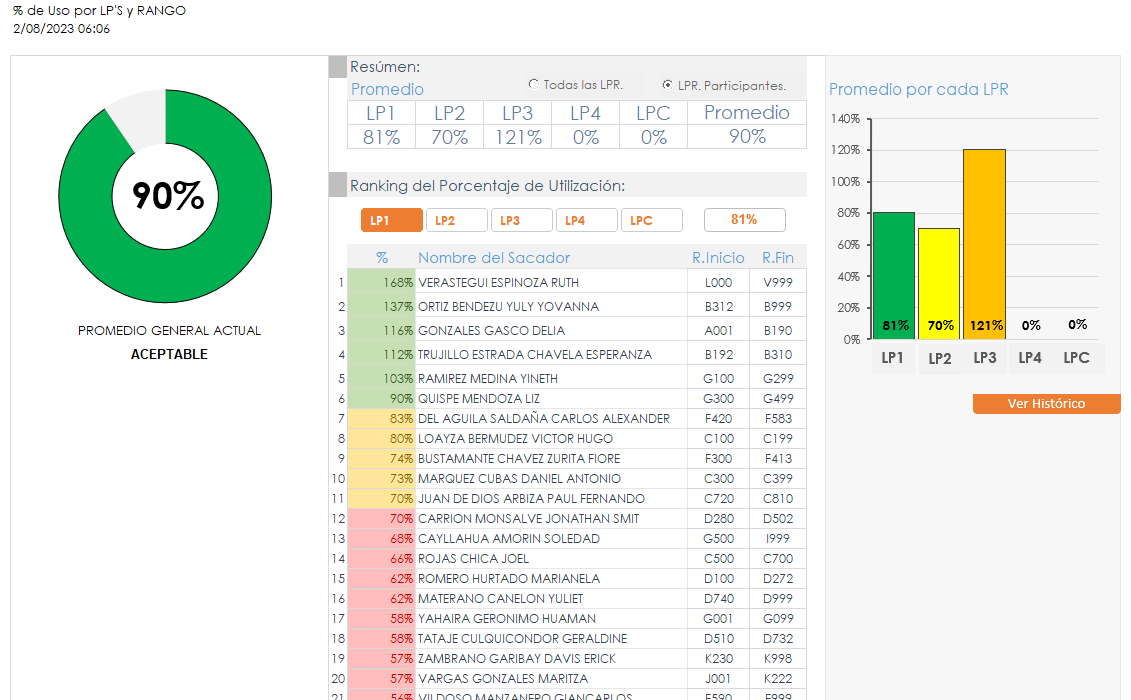 % de Uso por LP'S y RANGO
2/08/2023 06:06
90%
PROMEDIO GENERAL ACTUAL
ACEPTABLE
Resúmen:
Promedio
Todas las LPR.
LPR. Participantes.
LP1 LP2 LP3 LP4 LPC Promedio
81% 70% 121% 0% 0% 90%
Ranking del Porcentaje de Utilización:
LP1 LP2 LP3 LP4 LPC 81%
% Nombre del Sacador R.Inicio R.Fin
1 168% VERASTEGUI ESPINOZA RUTH L000 V999
2 137% ORTIZ BENDEZU YULY YOVANNA B312 B999
3 116% GONZALES GASCO DELIA A001 B190
4 112% TRUJILLO ESTRADA CHAVELA ESPERANZA B192 B310
5 103% RAMIREZ MEDINA YINETH G100 G299
6 90% QUISPE MENDOZA LIZ G300 G499
7 83% DEL AGUILA SALDAÑA CARLOS ALEXANDER F420 F583
8 80% LOAYZA BERMUDEZ VICTOR HUGO C100 C199
9 74% BUSTAMANTE CHAVEZ ZURITA FIORE F300 F413
10 73% MARQUEZ CUBAS DANIEL ANTONIO C300 C399
11 70% JUAN DE DIOS ARBIZA PAUL FERNANDO C720 C810
12 70% CARRION MONSALVE JONATHAN SMIT D280 D502
13 68% CAYLLAHUA AMORIN SOLEDAD G500 I999
14 66% ROJAS CHICA JOEL C500 C700
15 62% ROMERO HURTADO MARIANELA D100 D272
16 62% MATERANO CANELON YULIET D740 D999
17 58% YAHAIRA GERONIMO HUAMAN G001 G099
18 58% TATAJE CULQUICONDOR GERALDINE D510 D732
19 57% ZAMBRANO GARIBAY DAVIS ERICK K230 K998
20 57% VARGAS GONZALES MARITZA J001 K222
21 56% VILDOSO MANZANERO GIANCARLOS F590 F999
Promedio por cada LPR
140%
120%
100%
80%
60%
40%
20%
0%
81% 70% 121% 0% 0%
LP1 LP2 LP3 LP4 LPC
Ver Histórico